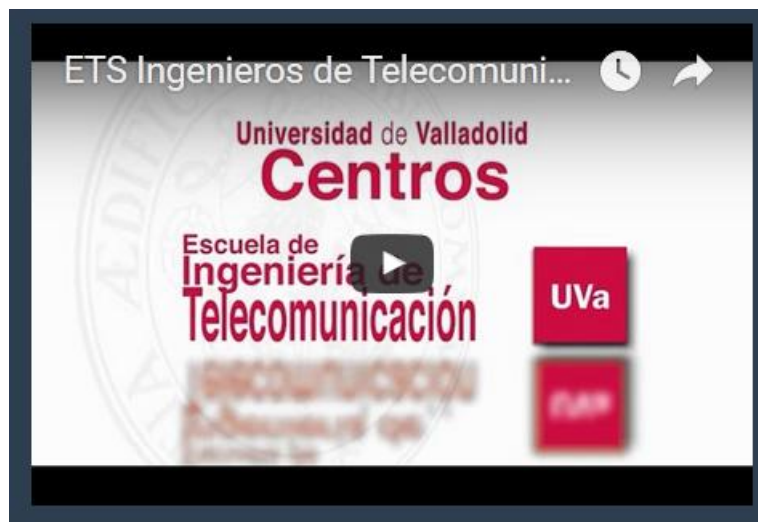 ETS Ingenieros de Telecomuni...
Universidad de Valladolid
Centros
Escuela de
Ingeniería de
Telecomunicación
UVa